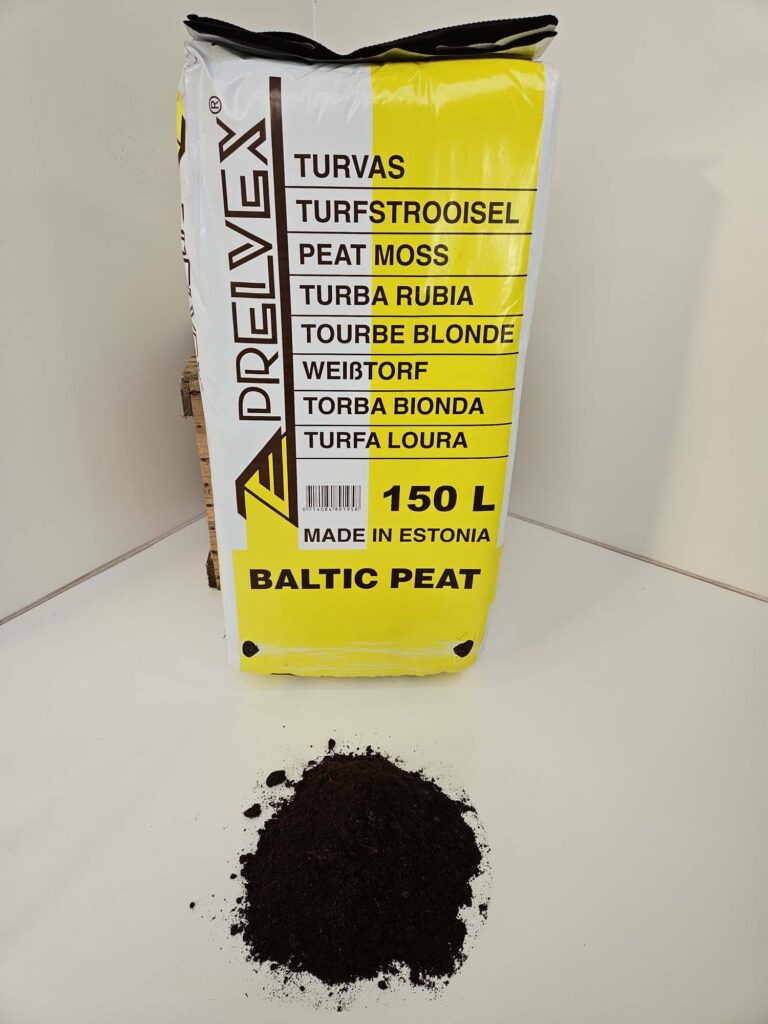 PRELVEX®
TURVAS
TURFSTROOISEL
PEAT MOSS
TURBA RUBIA
TOURBE BLONDE
WEIßTORF
TORBA BIONDA
TURFA LOURA
150 L
MADE IN ESTONIA
BALTIC PEAT